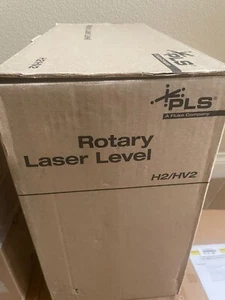 PLS
A Fluke Company
Rotary
Laser Level
H2/HV2